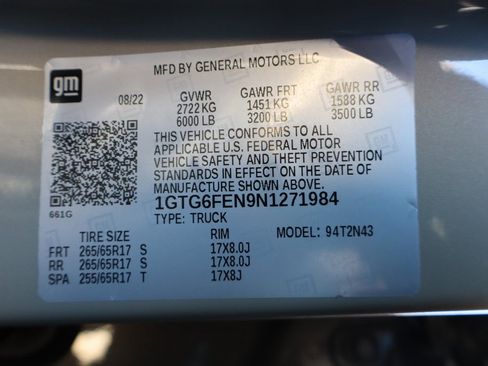 gm
MFD BY GENERAL MOTORS LLC
08/22 GVWR GAWR FRT GAWR RR
2722 KG 1451 KG 1588 KG
6000 LB 3200 LB 3500 LB
THIS VEHICLE CONFORMS TO ALL
APPLICABLE U.S. FEDERAL MOTOR
VEHICLE SAFETY AND THEFT PREVENTION
STANDARDS IN EFFECT ON THE DATE OF
MANUFACTURE SHOWN ABOVE.
661G
1GTG6FEN9N1271984
TYPE: TRUCK
TIRE SIZE RIM MODEL: 94T2N43
FRT 265/65R17 S 17X8.0J
RR 265/65R17 S 17X8.0J
SPA 255/65R17 T 17X8J